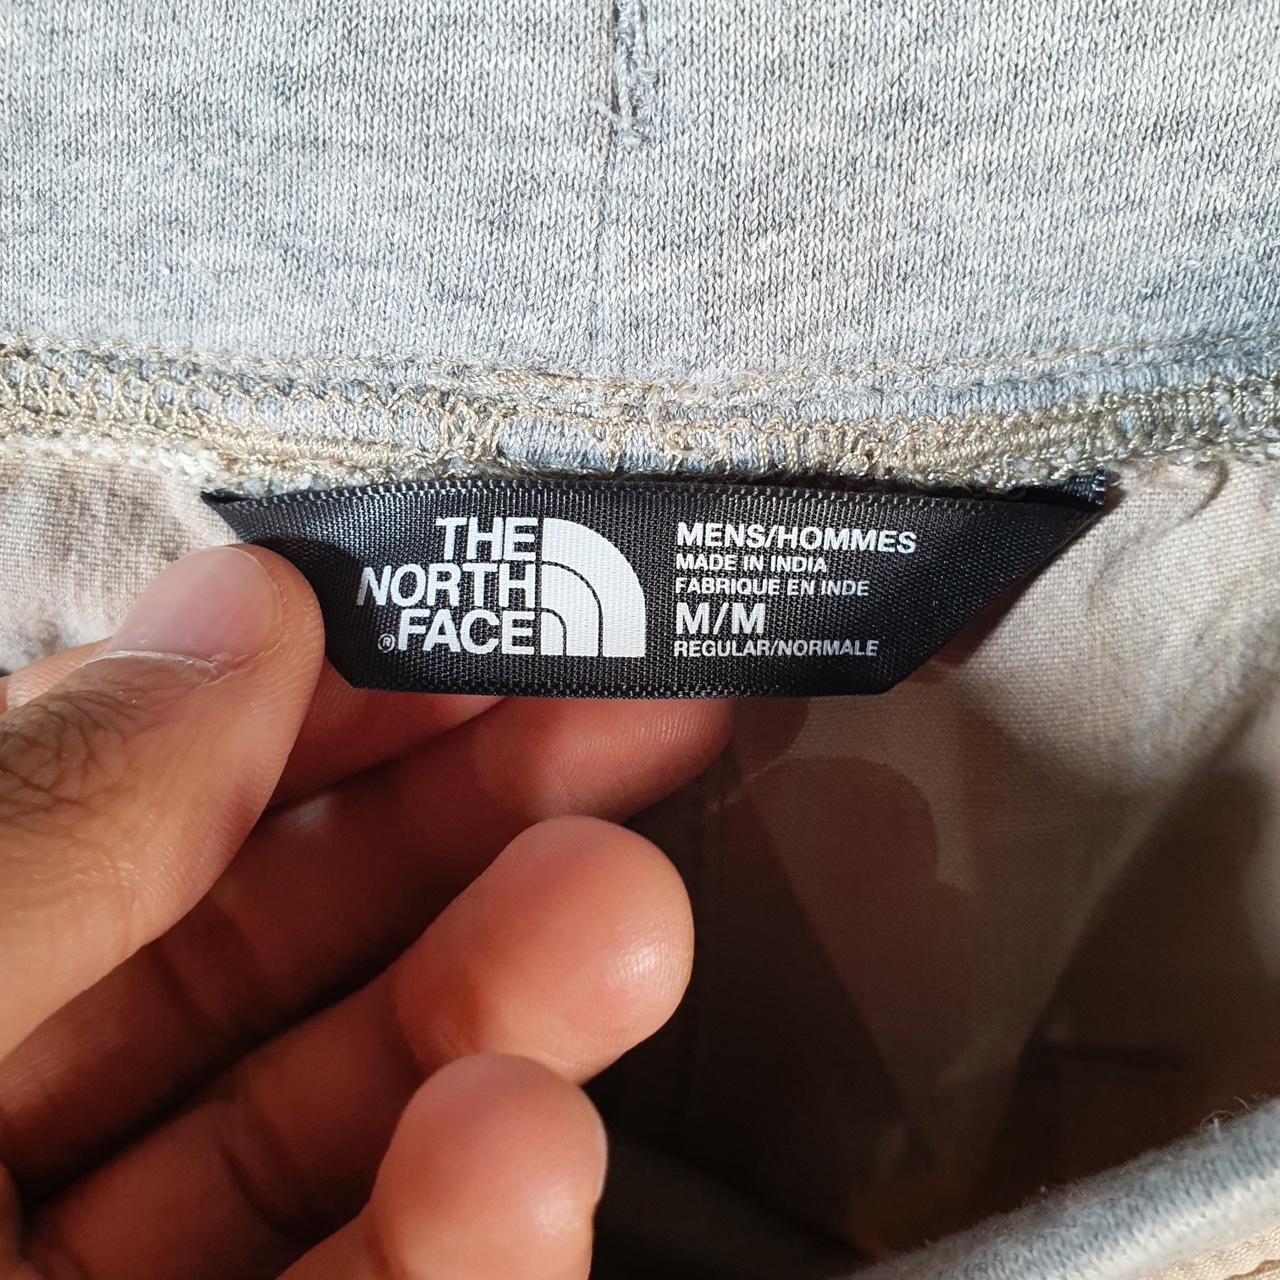 THE
NORTH
®FACE
MENS/HOMMES
MADE IN INDIA
FABRIQUE EN INDE
M/M
REGULAR/NORMALE